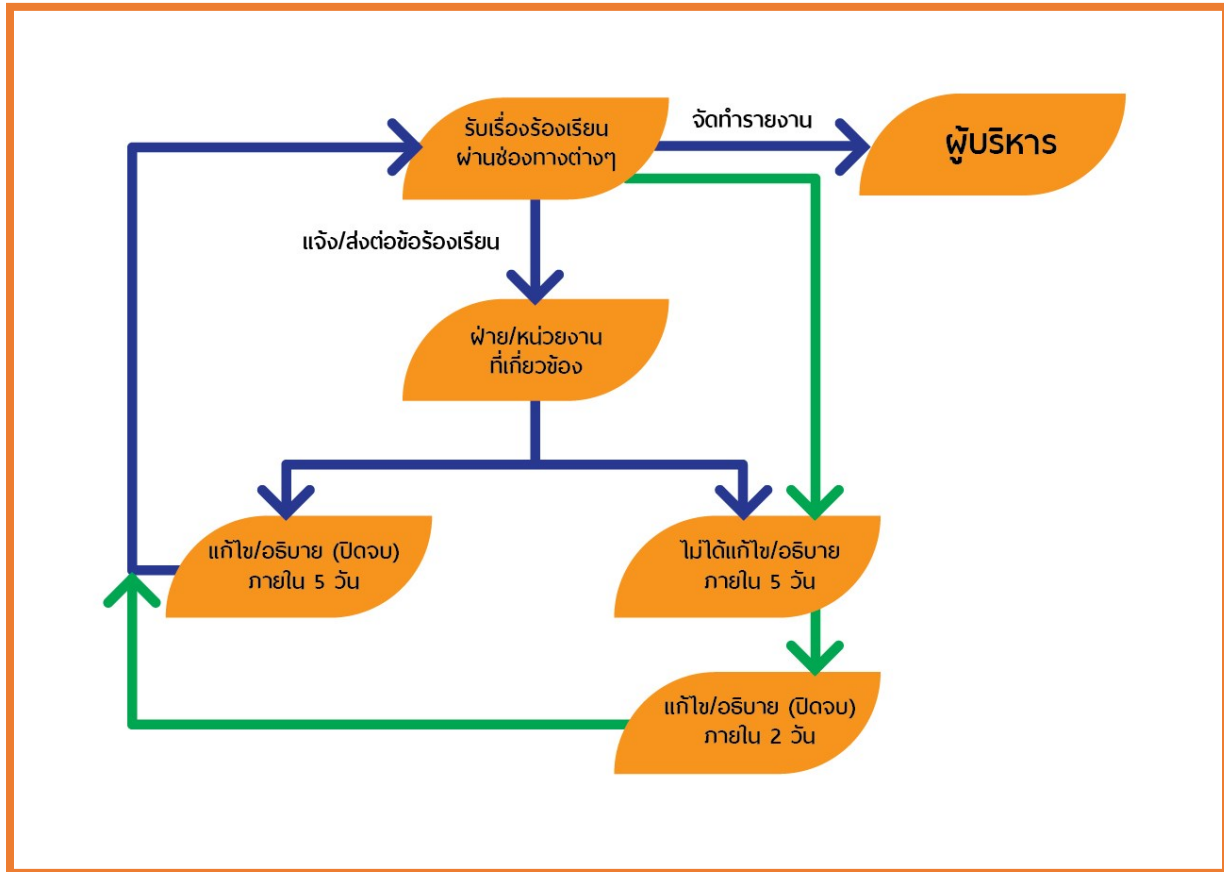 รับเรื่องร้องเรียน
ผ่านช่องทางต่างๆ
จัดทำรายงาน
ผู้บริหาร
แจ้ง/ส่งต่อข้อร้องเรียน
ฝ่าย/หน่วยงาน
ที่เกี่ยวข้อง
แก้ไข/อธิบาย (ปิดจบ)
ภายใน 5 วัน
ไม่ได้แก้ไข/อธิบาย
ภายใน 5 วัน
แก้ไข/อธิบาย (ปิดจบ)
ภายใน 2 วัน